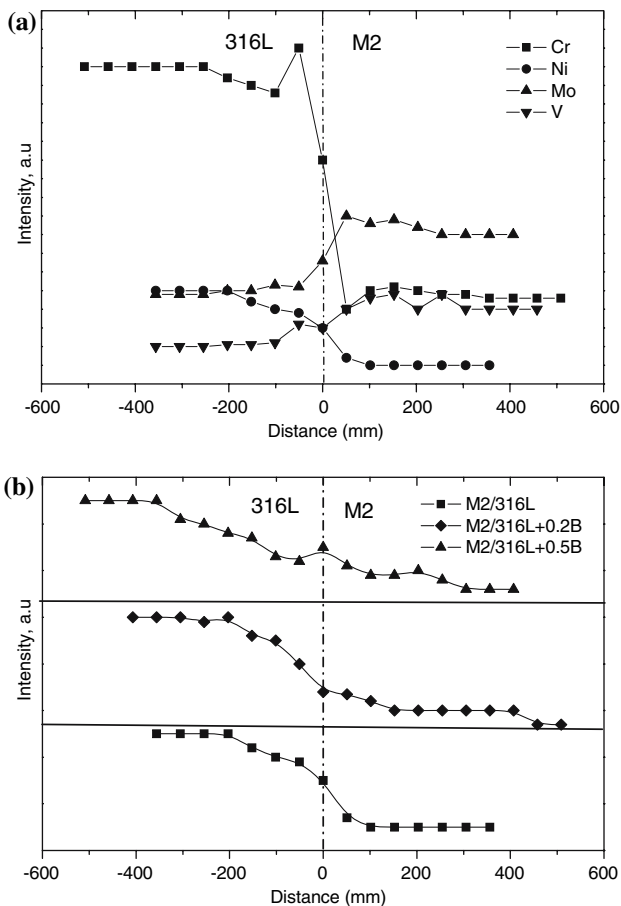 (a)
316L M2
Cr
Ni
Mo
V
Intensity, a.u
-600 -400 -200 0 200 400 600
Distance (mm)
(b)
316L M2
M2/316L
M2/316L+0.2B
M2/316L+0.5B
Intensity, a.u
-600 -400 -200 0 200 400 600
Distance (mm)